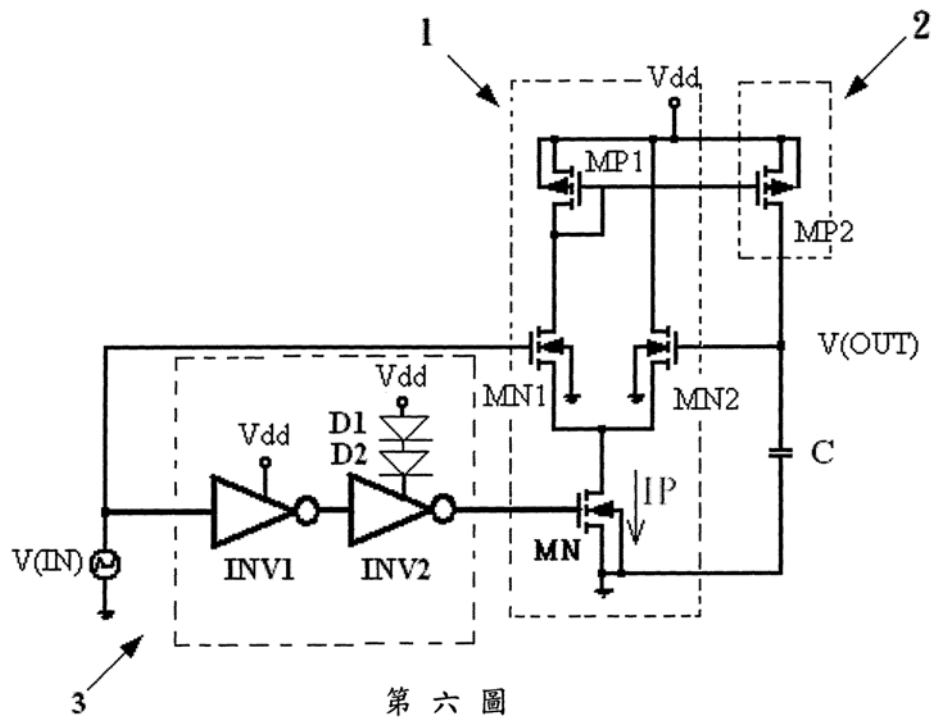 1
2
Vdd
MP1
MP2
V(OUT)
MN1
MN2
Vdd
D1
Vdd
D2
C
IP
V(IN)
INV1
INV2
MN
3
第六圖